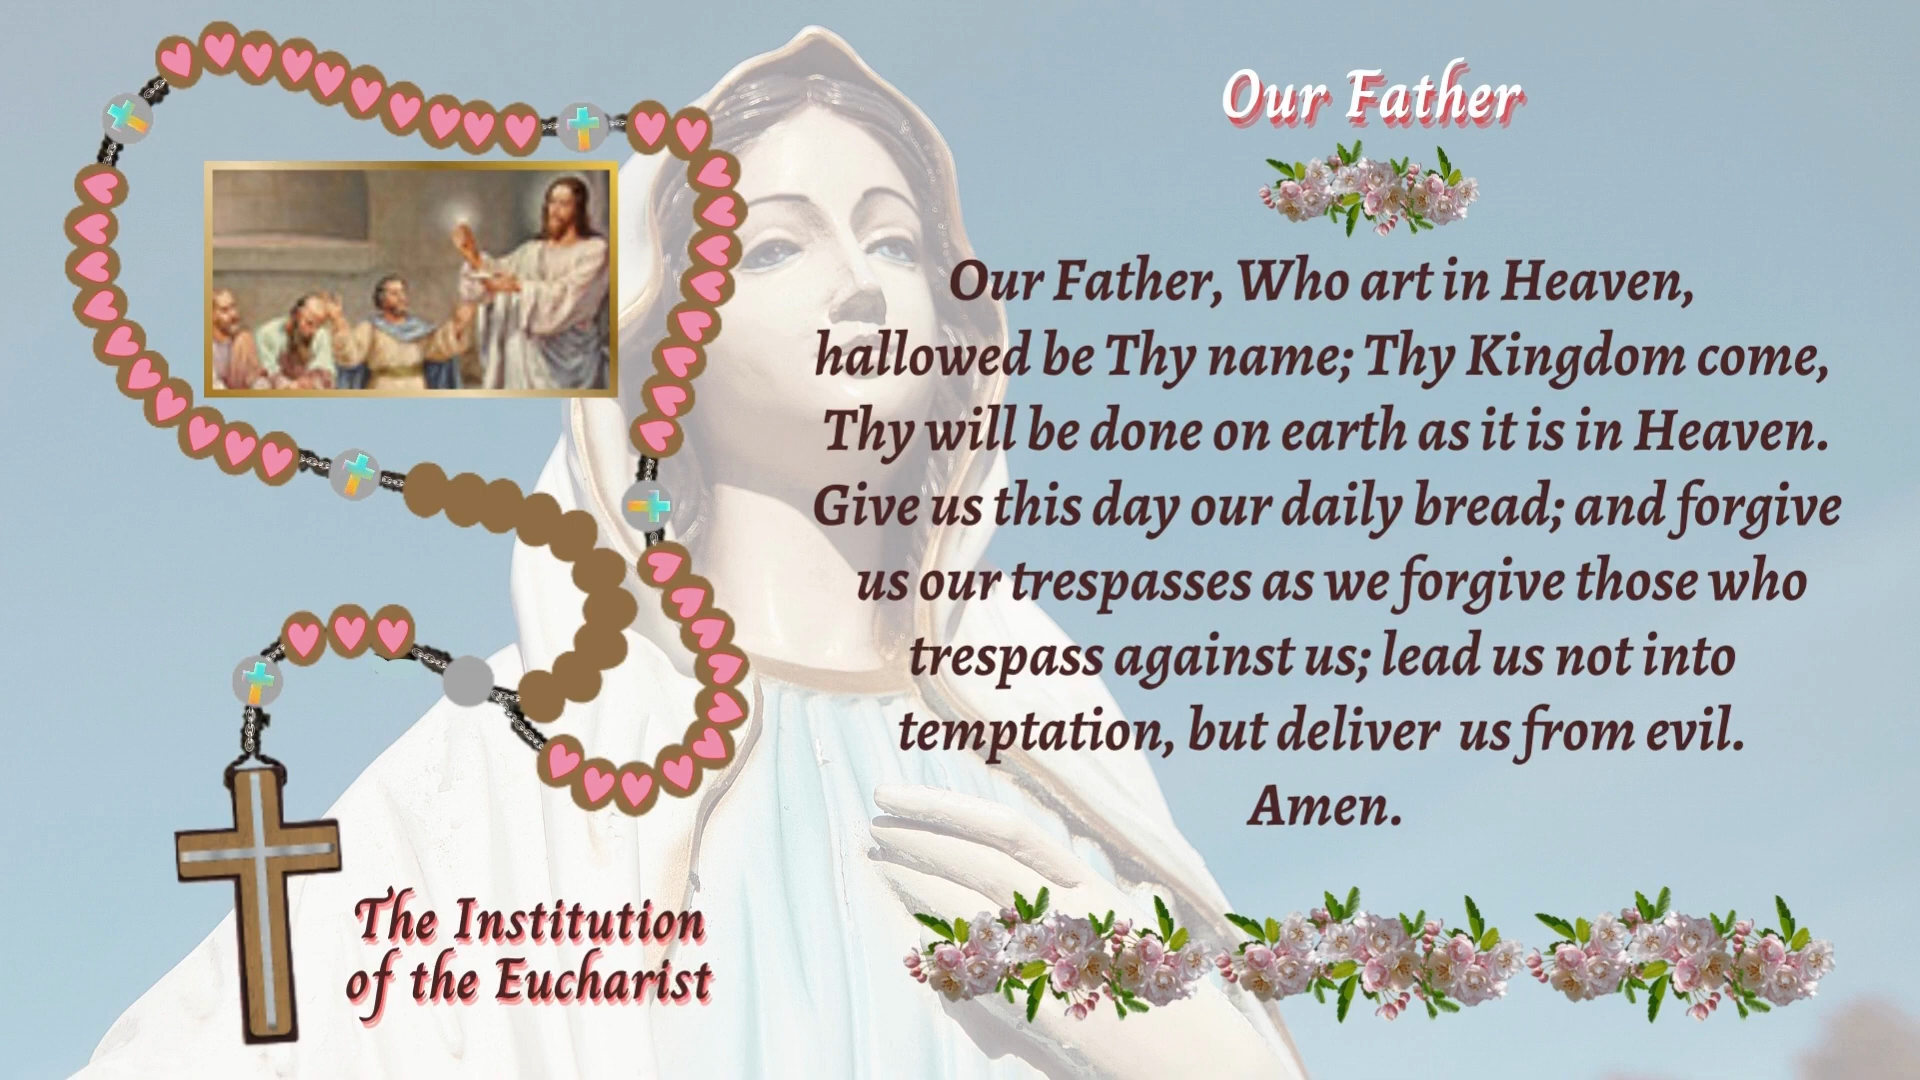 Our Father
Our Father, Who art in Heaven,
hallowed be Thy name; Thy Kingdom come,
Thy will be done on earth as it is in Heaven.
Give us this day our daily bread; and forgive
us our trespasses as we forgive those who
trespass against us; lead us not into
temptation, but deliver us from evil.
Amen.
The Institution
of the Eucharist